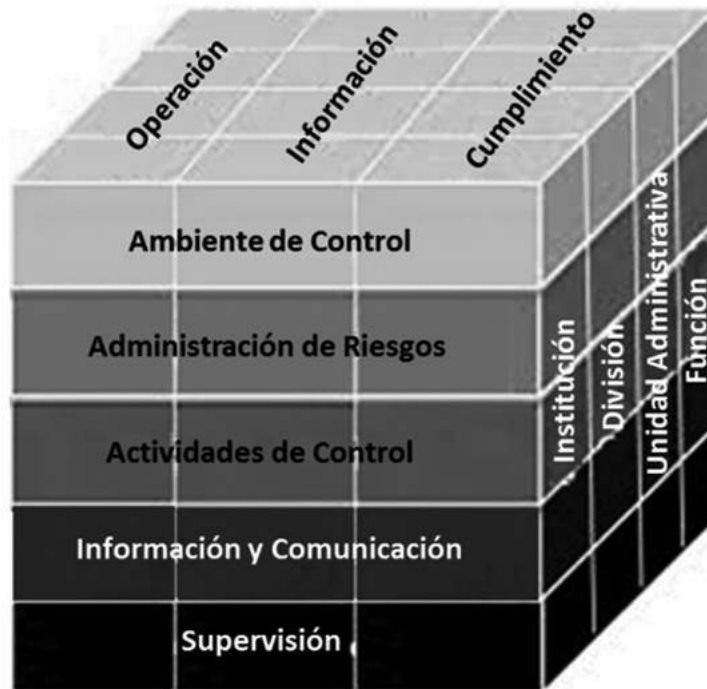 Operación
Información
Cumplimiento
Ambiente de Control
Administración de Riesgos
Actividades de Control
Información y Comunicación
Supervisión
Institución
División
Unidad Administrativa
Función